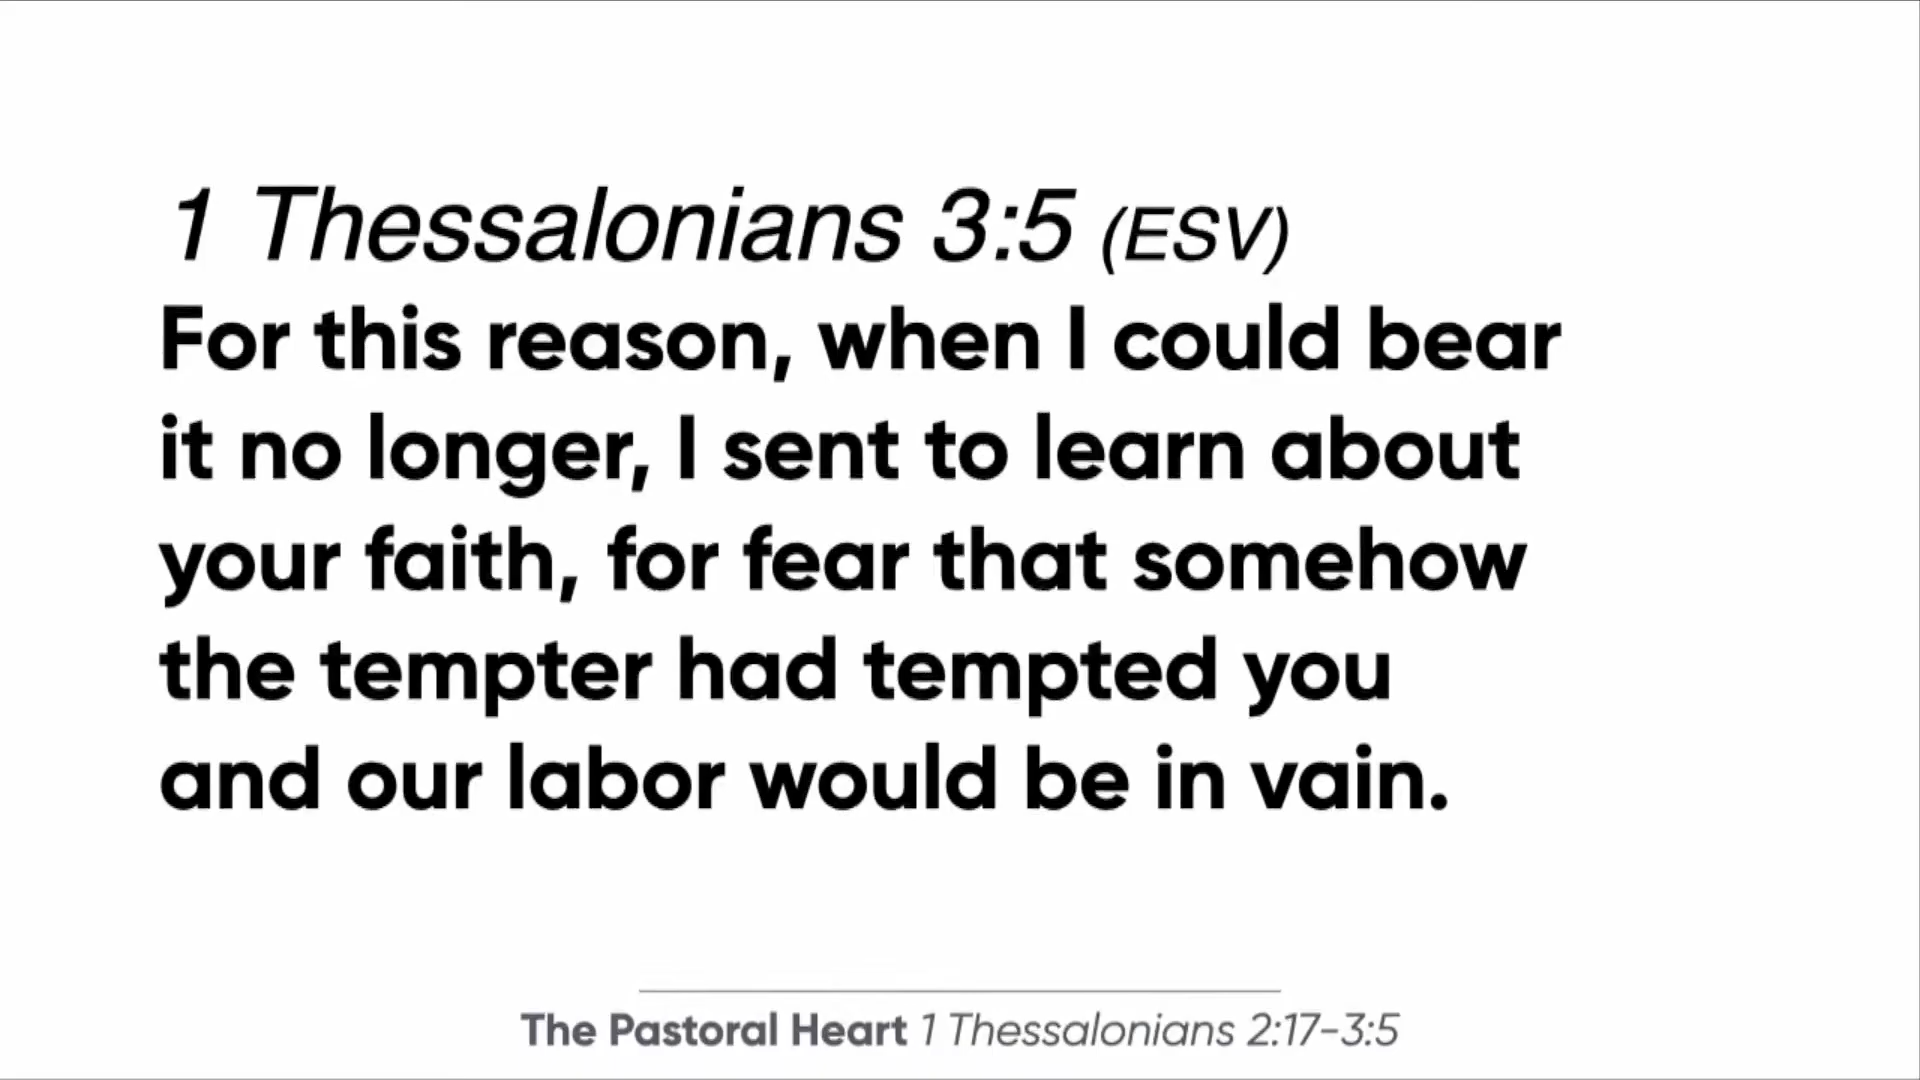 1 Thessalonians 3:5 (ESV)
For this reason, when I could bear
it no longer, I sent to learn about
your faith, for fear that somehow
the tempter had tempted you
and our labor would be in vain.
The Pastoral Heart 1 Thessalonians 2:17–3:5